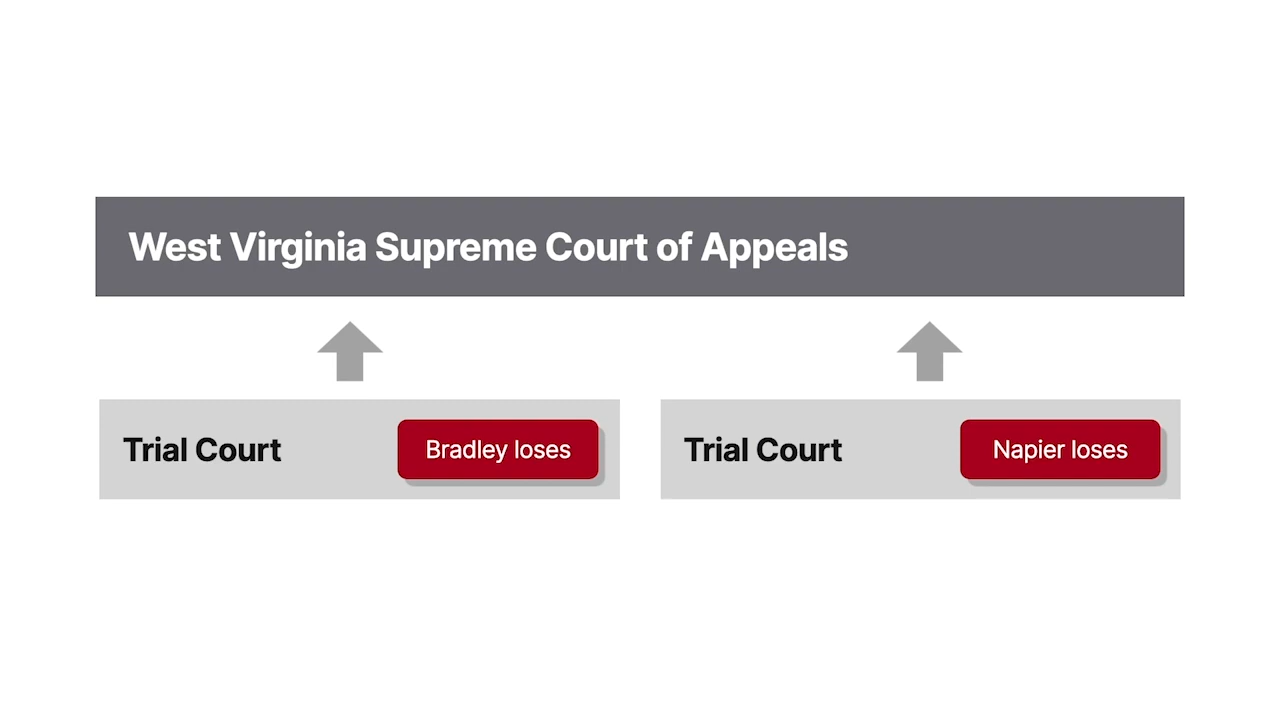 West Virginia Supreme Court of Appeals
Trial Court
Bradley loses
Trial Court
Napier loses